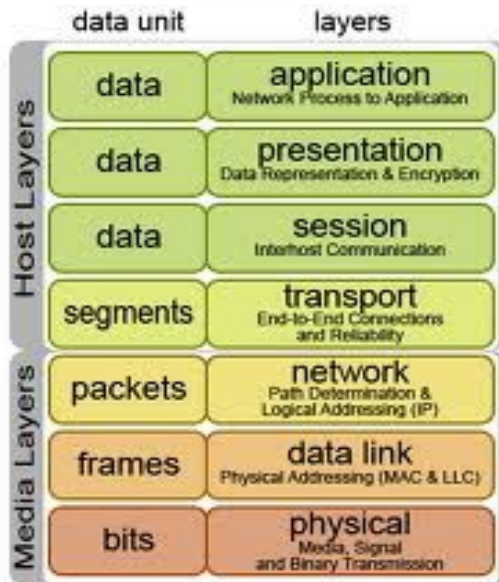 data unit layers
Host Layers
data application
Network Process to Application
data presentation
Data Representation & Encryption
data session
Interhost Communication
segments transport
End-to-End Connections
and Reliability
Media Layers
packets network
Path Determination &
Logical Addressing (IP)
frames data link
Physical Addressing (MAC & LLC)
bits physical
Media, Signal
and Binary Transmission